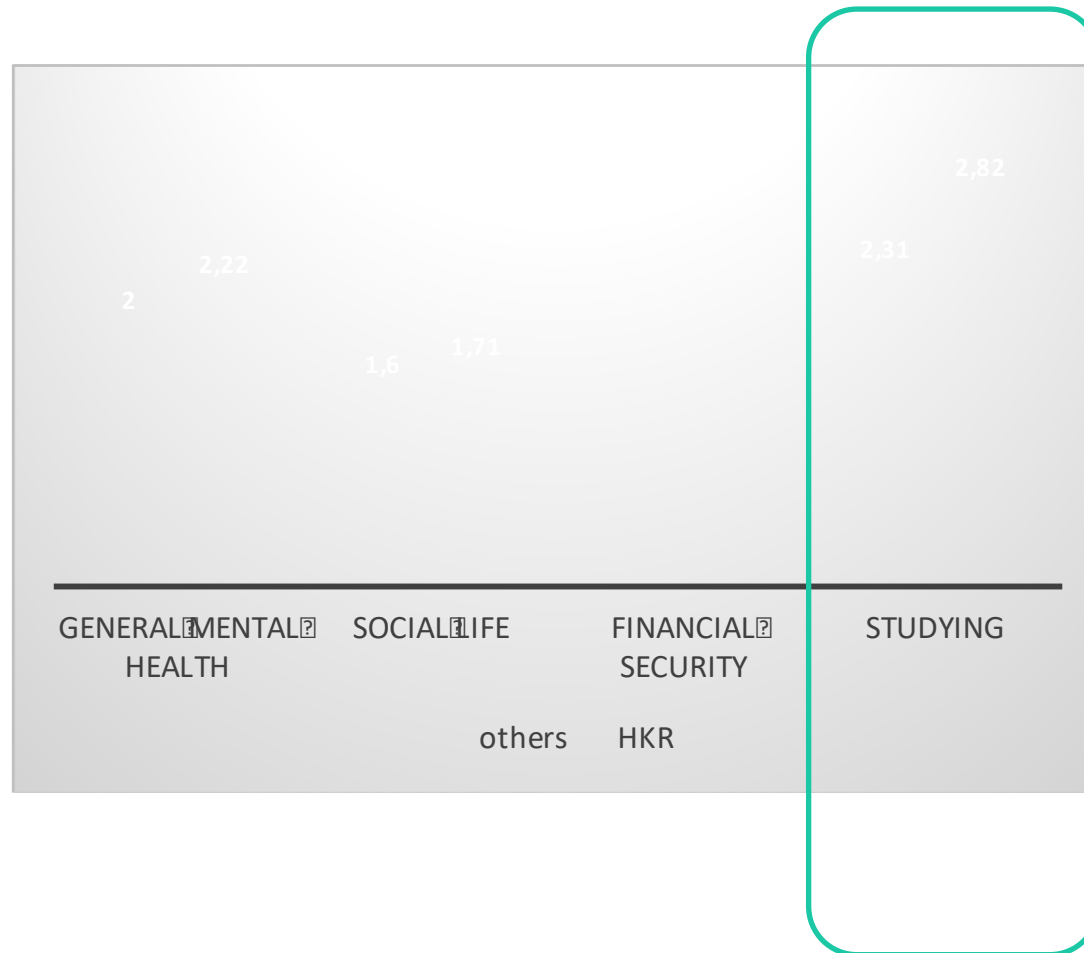 2,82
2,31
2,22
2
1,71
1,6
GENERAL MENTAL HEALTH
SOCIAL LIFE
FINANCIAL SECURITY
STUDYING
others HKR